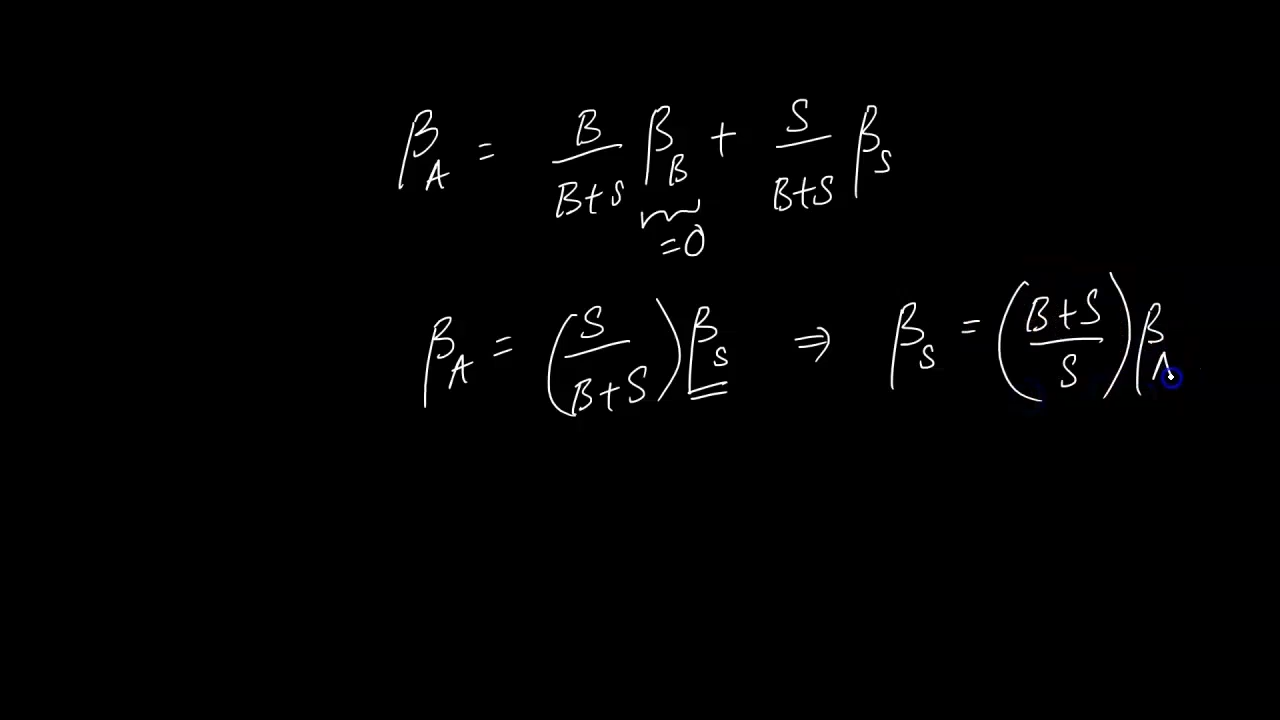 β_A = B/(B+S) β_B + S/(B+S) β_S
=0
β_A = (S/(B+S)) β_S ⇒ β_S = ((B+S)/S) β_A